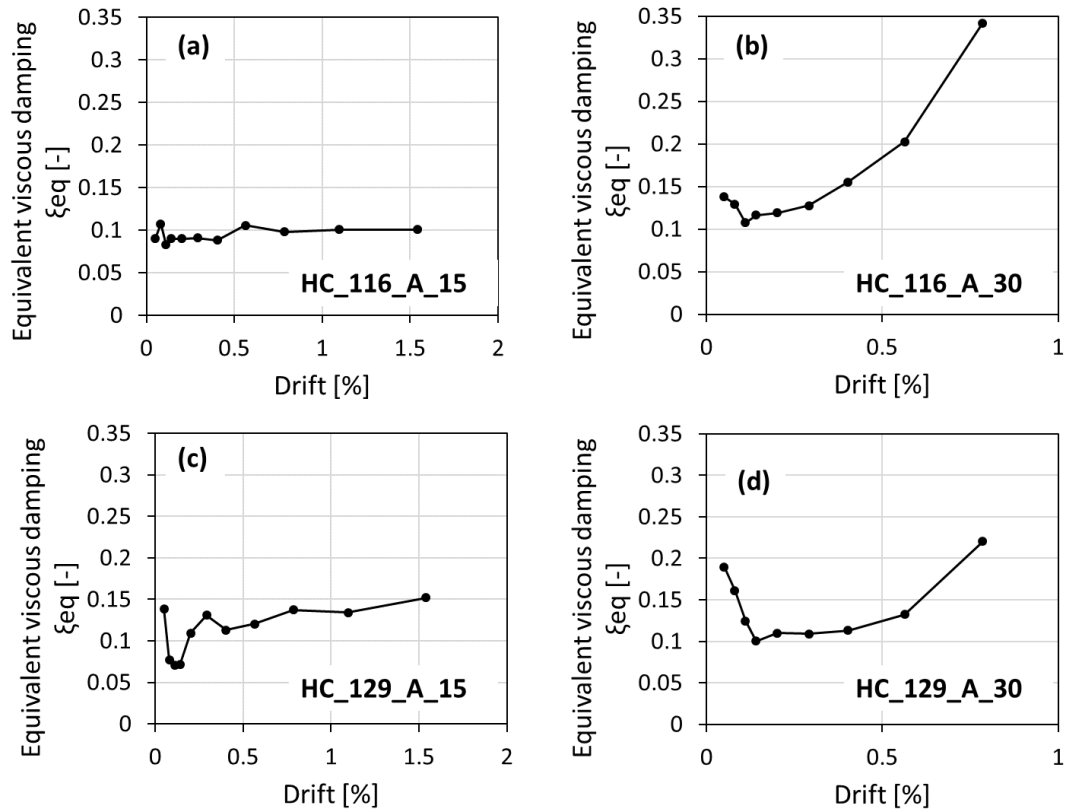 Equivalent viscous damping
ξeq [-]
0.35
0.3
0.25
0.2
0.15
0.1
0.05
0
(a)
HC_116_A_15
0
0.5
1
1.5
2
Drift [%]
Equivalent viscous damping
ξeq [-]
0.35
0.3
0.25
0.2
0.15
0.1
0.05
0
(b)
HC_116_A_30
0
0.5
1
Drift [%]
Equivalent viscous damping
ξeq [-]
0.35
0.3
0.25
0.2
0.15
0.1
0.05
0
(c)
HC_129_A_15
0
0.5
1
1.5
2
Drift [%]
Equivalent viscous damping
ξeq [-]
0.35
0.3
0.25
0.2
0.15
0.1
0.05
0
(d)
HC_129_A_30
0
0.5
1
Drift [%]